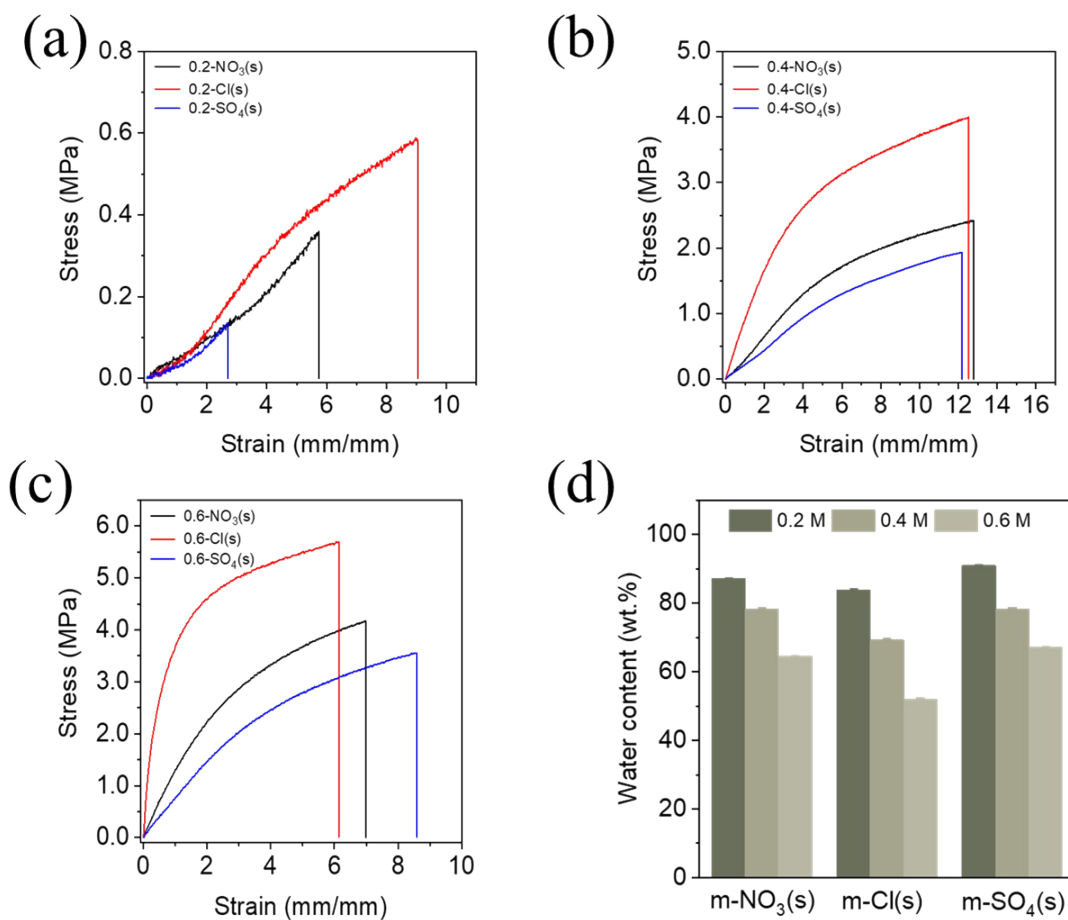 (a)
0.2-NO₃(s)
0.2-Cl(s)
0.2-SO₄(s)
0.8
0.6
0.4
0.2
0.0
0 2 4 6 8 10
Stress (MPa)
Strain (mm/mm)
(b)
0.4-NO₃(s)
0.4-Cl(s)
0.4-SO₄(s)
5.0
4.0
3.0
2.0
1.0
0.0
0 2 4 6 8 10 12 14 16
Stress (MPa)
Strain (mm/mm)
(c)
0.6-NO₃(s)
0.6-Cl(s)
0.6-SO₄(s)
6.0
5.0
4.0
3.0
2.0
1.0
0.0
0 2 4 6 8 10
Stress (MPa)
Strain (mm/mm)
(d)
0.2 M 0.4 M 0.6 M
100
80
60
40
20
0
Water content (wt.%)
m-NO₃(s) m-Cl(s) m-SO₄(s)